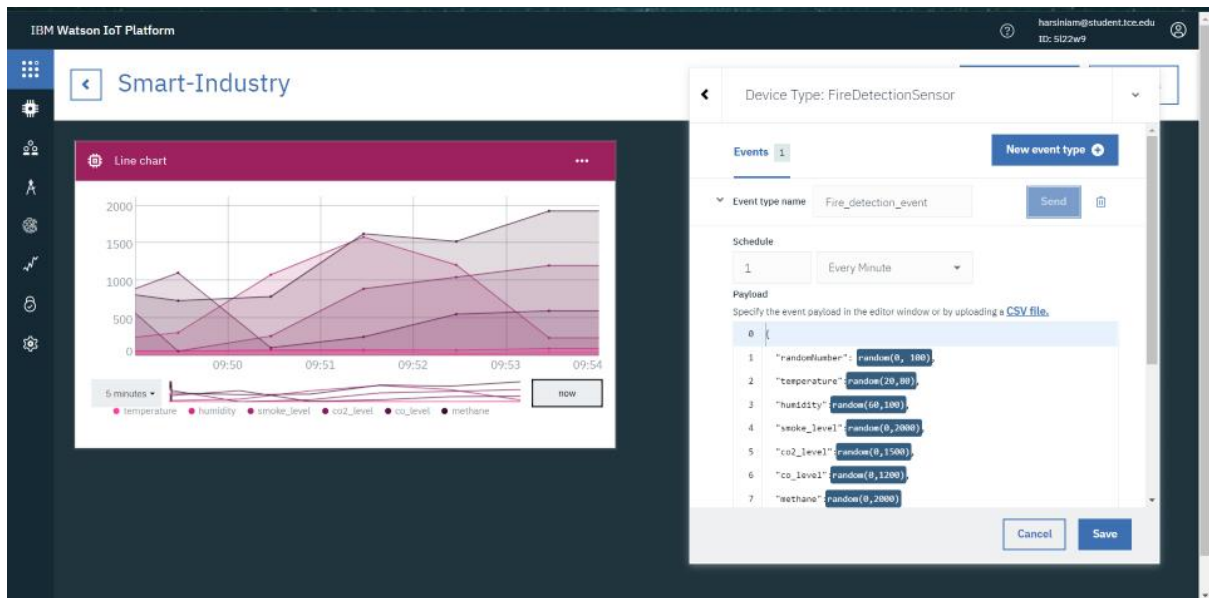 IBM Watson IoT Platform
harsiniam@student.tce.edu
ID: 5l22w9
Smart-Industry
Device Type: FireDetectionSensor
Line chart
2000
1500
1000
500
0
09:50 09:51 09:52 09:53 09:54
5 minutes
now
temperature humidity smoke_level co2_level co_level methane
Events 1
New event type
Event type name Fire_detection_event Send
Schedule
1 Every Minute
Payload
Specify the event payload in the editor window or by uploading a CSV file.
0 {
1 "randomNumber": random(0, 100),
2 "temperature":random(20,80),
3 "humidity":random(60,100),
4 "smoke_level":random(0,2000),
5 "co2_level":random(0,1500),
6 "co_level":random(0,1200),
7 "methane":random(0,2000)
Cancel Save